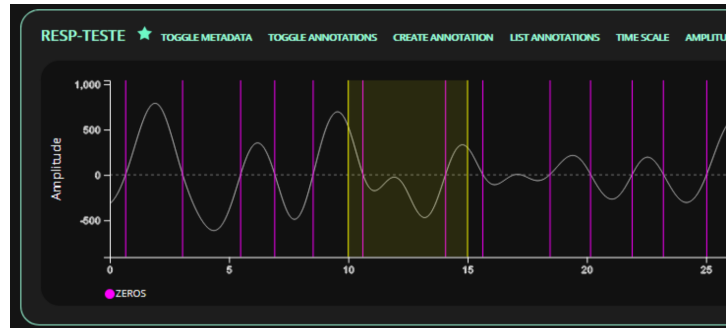 RESP-TESTE TOGGLE METADATA TOGGLE ANNOTATIONS CREATE ANNOTATION LIST ANNOTATIONS TIME SCALE AMPLITU
1,000
500
Amplitude
0
-500
0 5 10 15 20 25
ZEROS